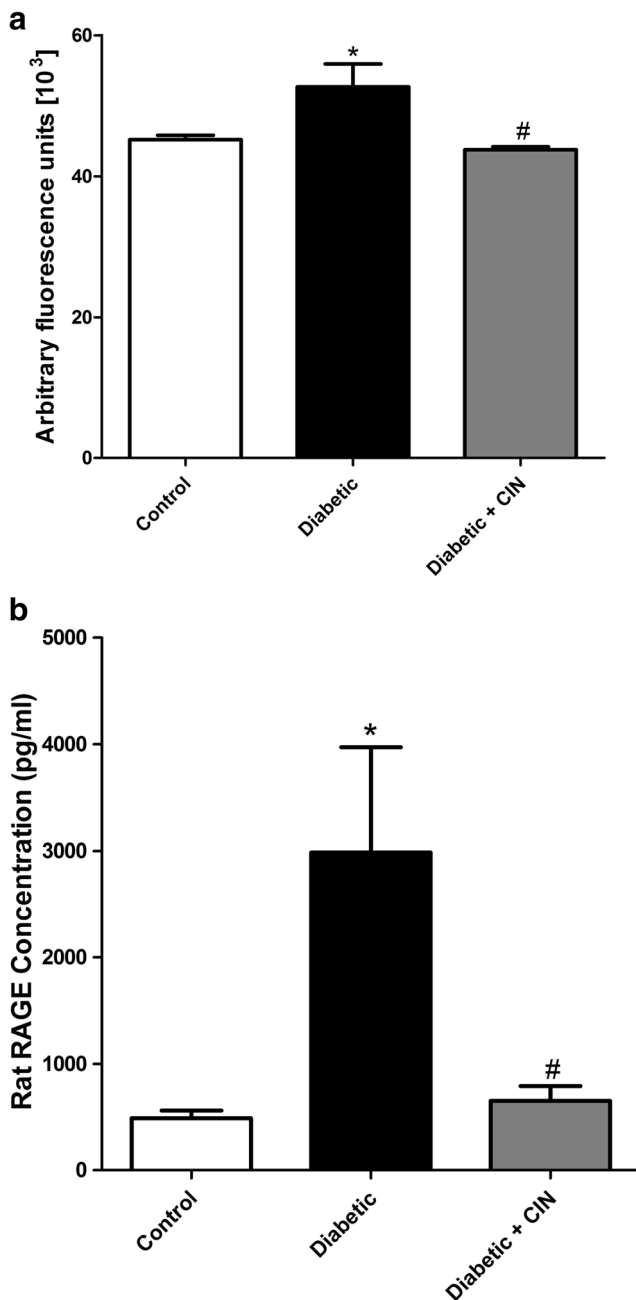 a
Arbitrary fluorescence units [10³]
60
40
20
0
*
#
Control
Diabetic
Diabetic + CIN
b
Rat RAGE Concentration (pg/ml)
5000
4000
3000
2000
1000
0
*
#
Control
Diabetic
Diabetic + CIN